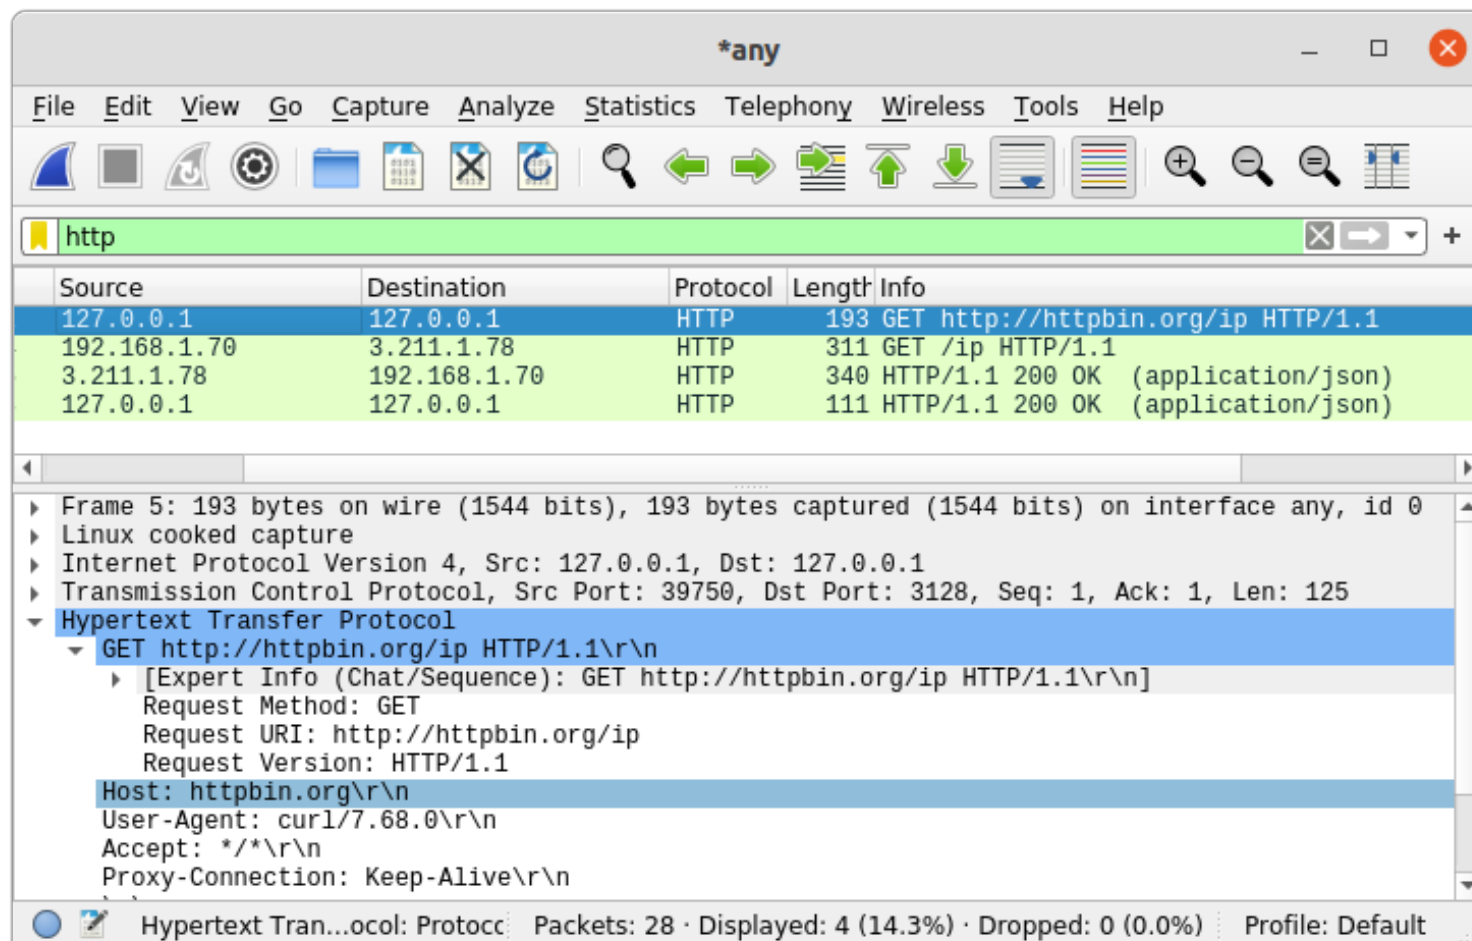 *any
File Edit View Go Capture Analyze Statistics Telephony Wireless Tools Help
http
Source Destination Protocol Length Info
127.0.0.1 127.0.0.1 HTTP 193 GET http://httpbin.org/ip HTTP/1.1
192.168.1.70 3.211.1.78 HTTP 311 GET /ip HTTP/1.1
3.211.1.78 192.168.1.70 HTTP 340 HTTP/1.1 200 OK (application/json)
127.0.0.1 127.0.0.1 HTTP 111 HTTP/1.1 200 OK (application/json)
Frame 5: 193 bytes on wire (1544 bits), 193 bytes captured (1544 bits) on interface any, id 0
Linux cooked capture
Internet Protocol Version 4, Src: 127.0.0.1, Dst: 127.0.0.1
Transmission Control Protocol, Src Port: 39750, Dst Port: 3128, Seq: 1, Ack: 1, Len: 125
Hypertext Transfer Protocol
GET http://httpbin.org/ip HTTP/1.1\r\n
[Expert Info (Chat/Sequence): GET http://httpbin.org/ip HTTP/1.1\r\n]
Request Method: GET
Request URI: http://httpbin.org/ip
Request Version: HTTP/1.1
Host: httpbin.org\r\n
User-Agent: curl/7.68.0\r\n
Accept: */*\r\n
Proxy-Connection: Keep-Alive\r\n
Hypertext Tran…ocol: Protocc Packets: 28 · Displayed: 4 (14.3%) · Dropped: 0 (0.0%) Profile: Default